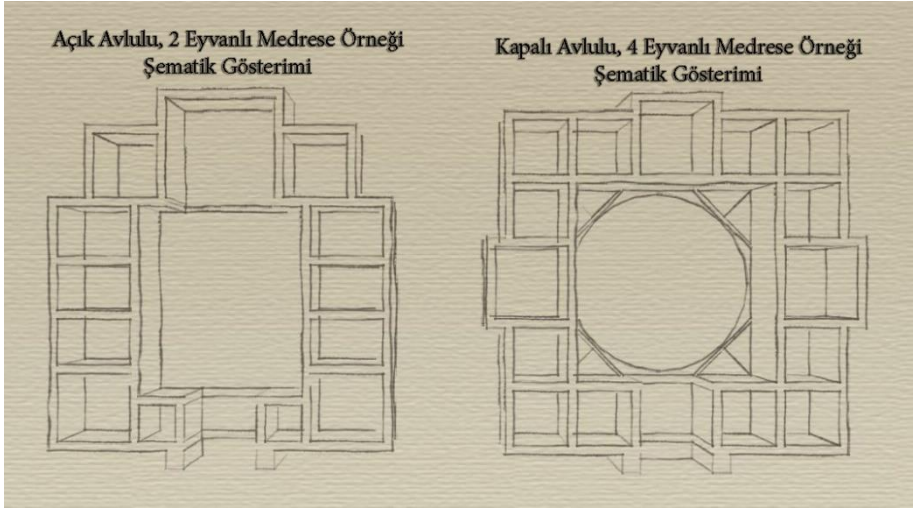 Açık Avlulu, 2 Eyvanlı Medrese Örneği
Şematik Gösterimi
Kapalı Avlulu, 4 Eyvanlı Medrese Örneği
Şematik Gösterimi